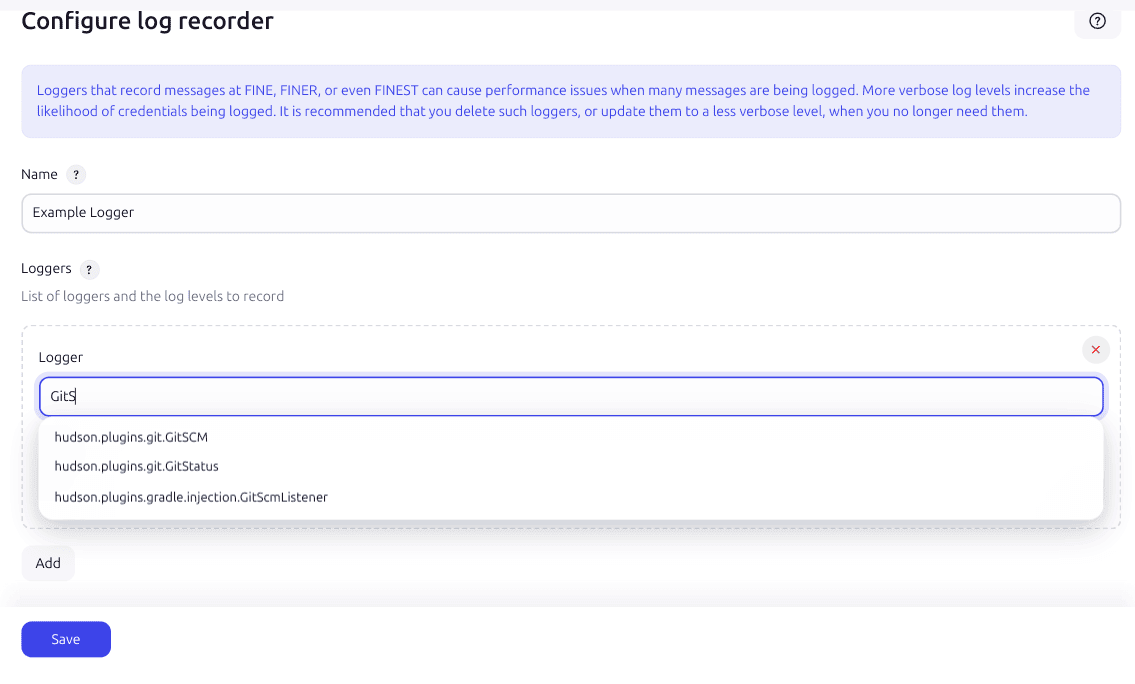 Configure log recorder
?
Loggers that record messages at FINE, FINER, or even FINEST can cause performance issues when many messages are being logged. More verbose log levels increase the
likelihood of credentials being logged. It is recommended that you delete such loggers, or update them to a less verbose level, when you no longer need them.
Name ?
Example Logger
Loggers ?
List of loggers and the log levels to record
Logger
GitS
hudson.plugins.git.GitSCM
hudson.plugins.git.GitStatus
hudson.plugins.gradle.injection.GitScmListener
Add
Save